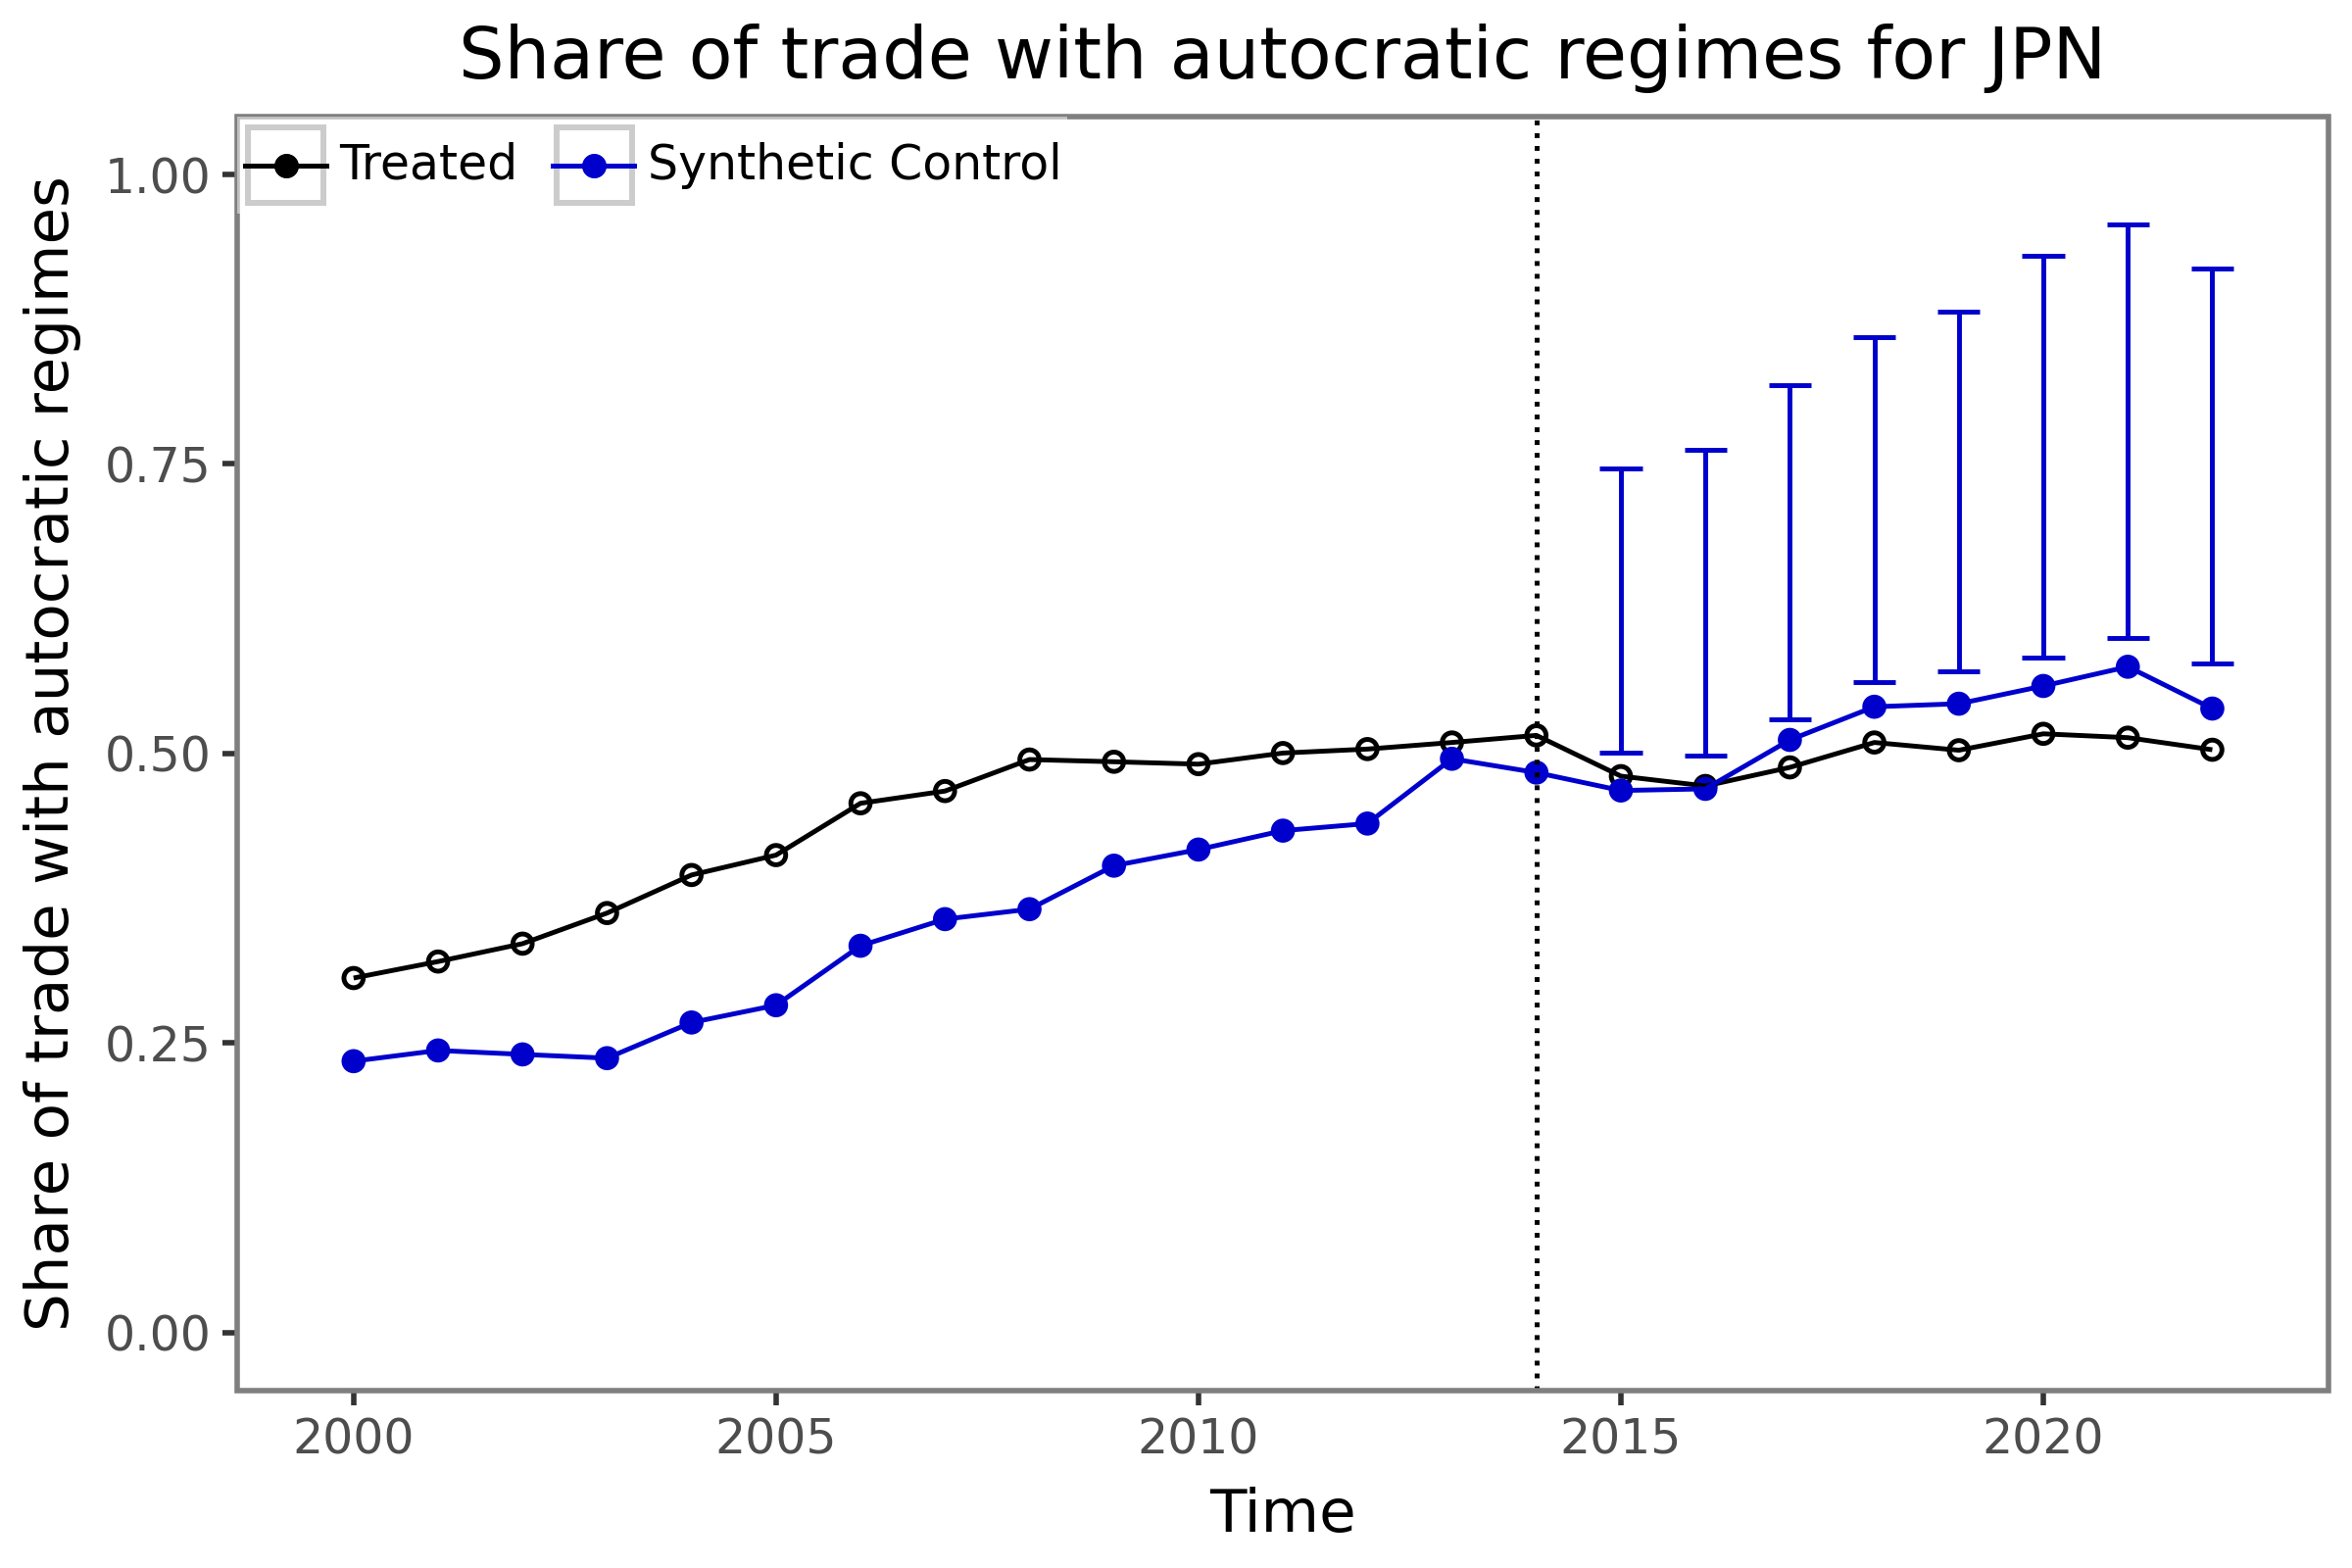 Share of trade with autocratic regimes for JPN
Treated
Synthetic Control
Share of trade with autocratic regimes
1.00
0.75
0.50
0.25
0.00
2000
2005
2010
2015
2020
Time